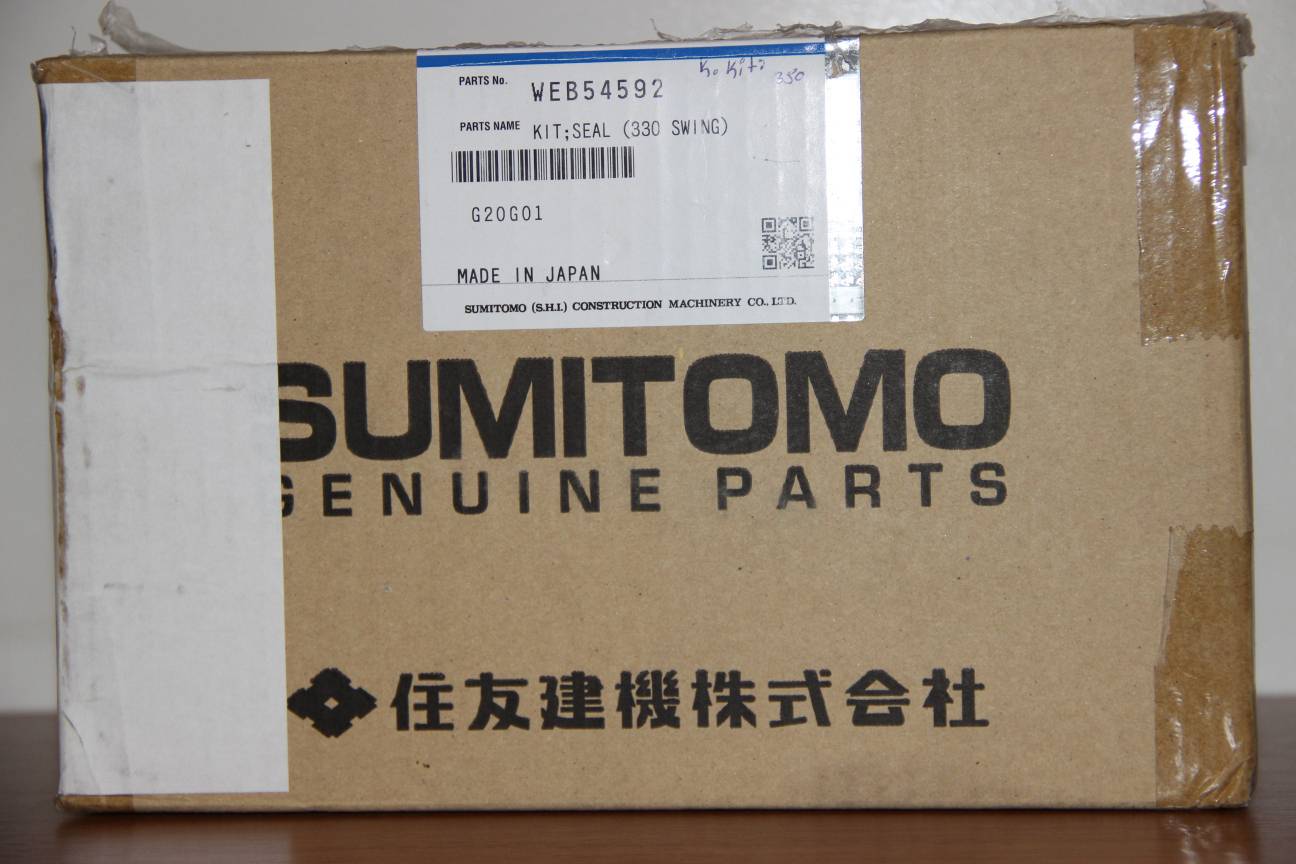 PARTS No. WEB54592
350
PARTS NAME KIT;SEAL (330 SWING)
G20G01
MADE IN JAPAN
SUMITOMO (S.H.I.) CONSTRUCTION MACHINERY CO., LTD.
SUMITOMO
GENUINE PARTS
住友建機株式会社